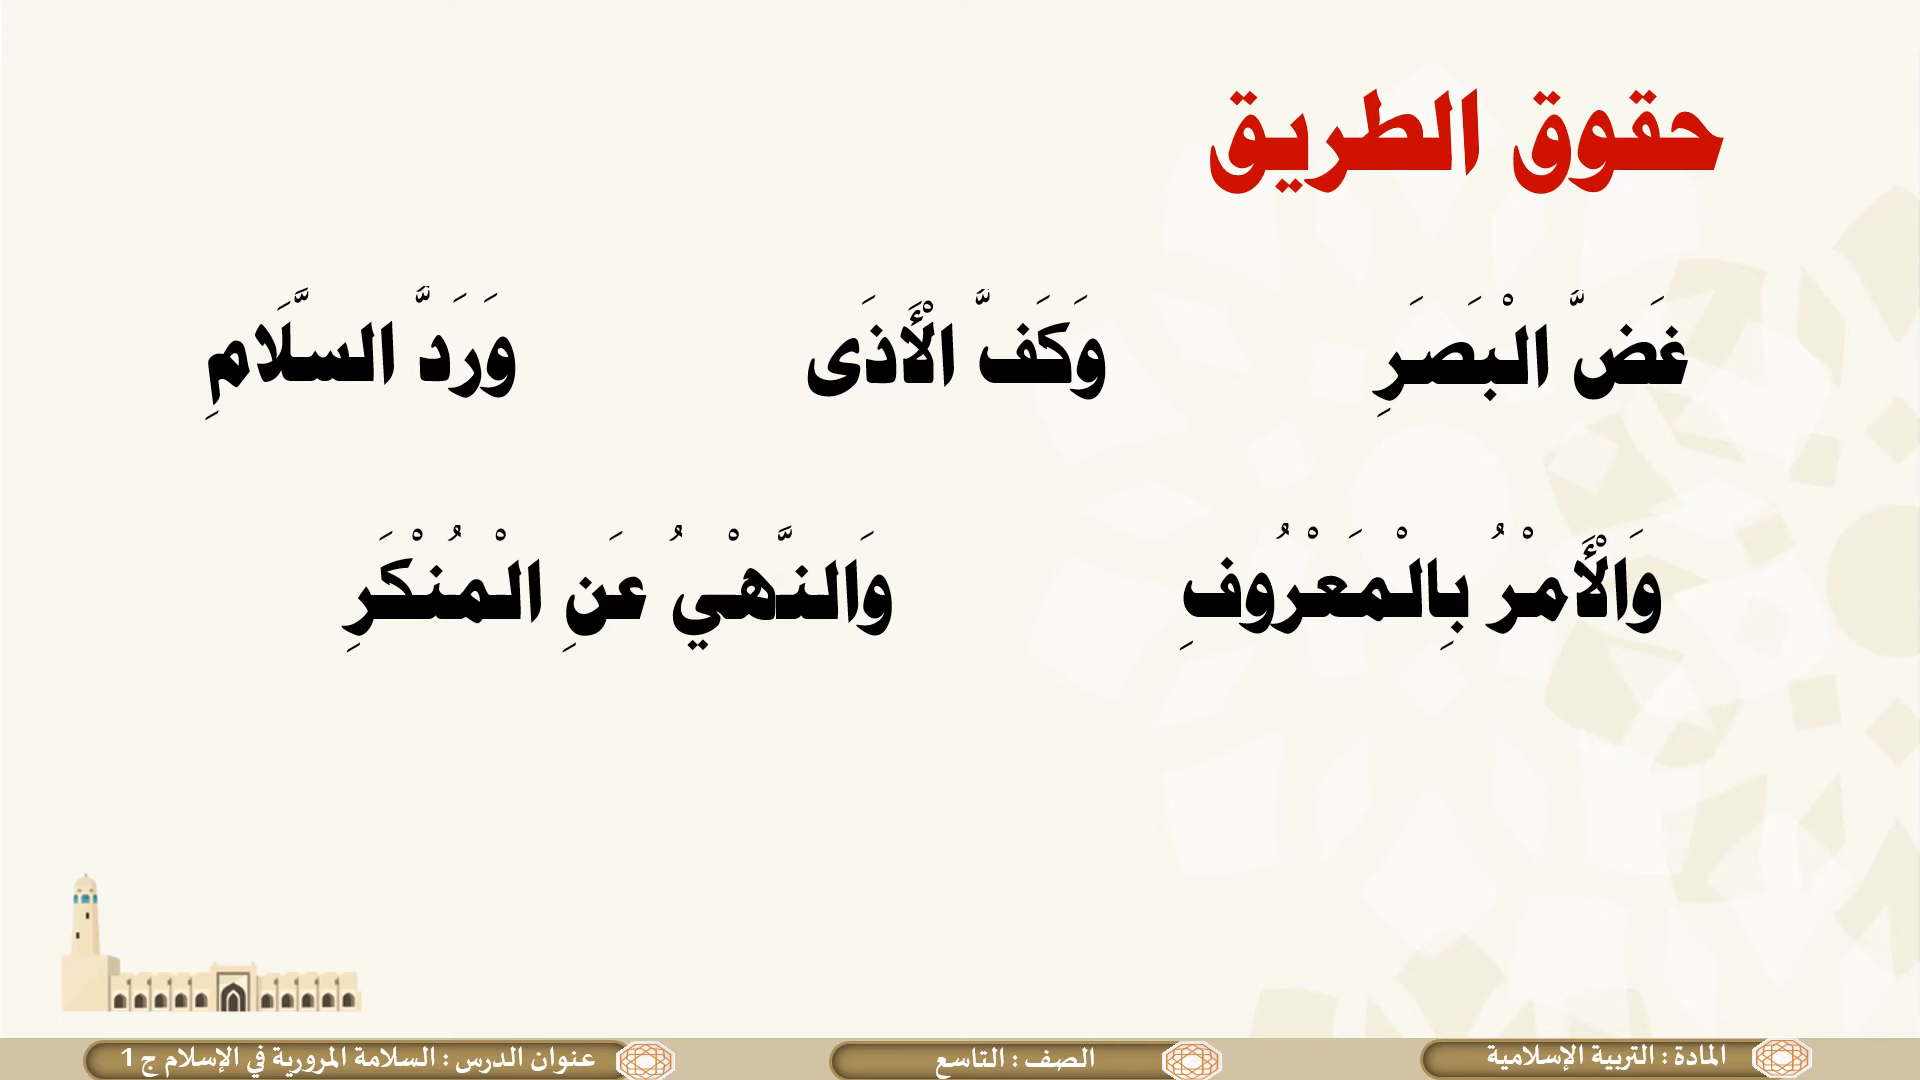 حقوق الطريق
غَضُّ الْبَصَرِ وَكَفُّ الْأَذَى وَرَدُّ السَّلَامِ
وَالْأَمْرُ بِالْمَعْرُوفِ وَالنَّهْيُ عَنِ الْمُنْكَرِ
المادة : التربية الإسلامية الصف : التاسع عنوان الدرس : السلامة المرورية في الإسلام ج 1